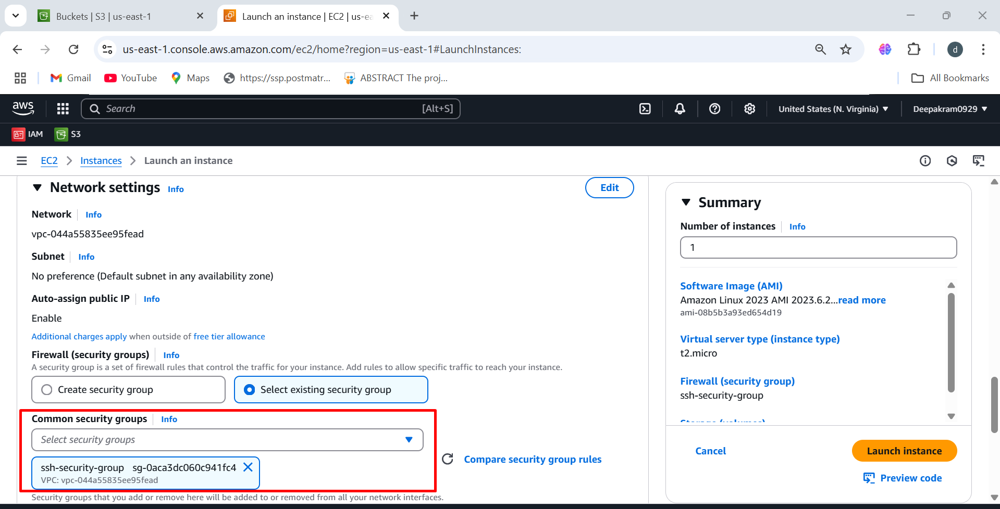 Buckets | S3 | us-east-1
Launch an instance | EC2 | us-ea
us-east-1.console.aws.amazon.com/ec2/home?region=us-east-1#LaunchInstances:
d
Gmail
YouTube
Maps
https://ssp.postmatr...
ABSTRACT The proj...
All Bookmarks
aws
Search
[Alt+S]
United States (N. Virginia)
Deepakram0929
IAM
S3
EC2
Instances
Launch an instance
Network settings Info
Edit
Network Info
vpc-044a55835ee95fead
Subnet Info
No preference (Default subnet in any availability zone)
Auto-assign public IP Info
Enable
Additional charges apply when outside of free tier allowance
Firewall (security groups) Info
A security group is a set of firewall rules that control the traffic for your instance. Add rules to allow specific traffic to reach your instance.
Create security group
Select existing security group
Common security groups Info
Select security groups
ssh-security-group sg-0aca3dc060c941fc4
VPC: vpc-044a55835ee95fead
Compare security group rules
Security groups that you add or remove here will be added to or removed from all your network interfaces.
Summary
Number of instances Info
1
Software Image (AMI)
Amazon Linux 2023 AMI 2023.6.2...read more
ami-08b5b3a93ed654d19
Virtual server type (instance type)
t2.micro
Firewall (security group)
ssh-security-group
Storage (volumes)
Cancel
Launch instance
Preview code